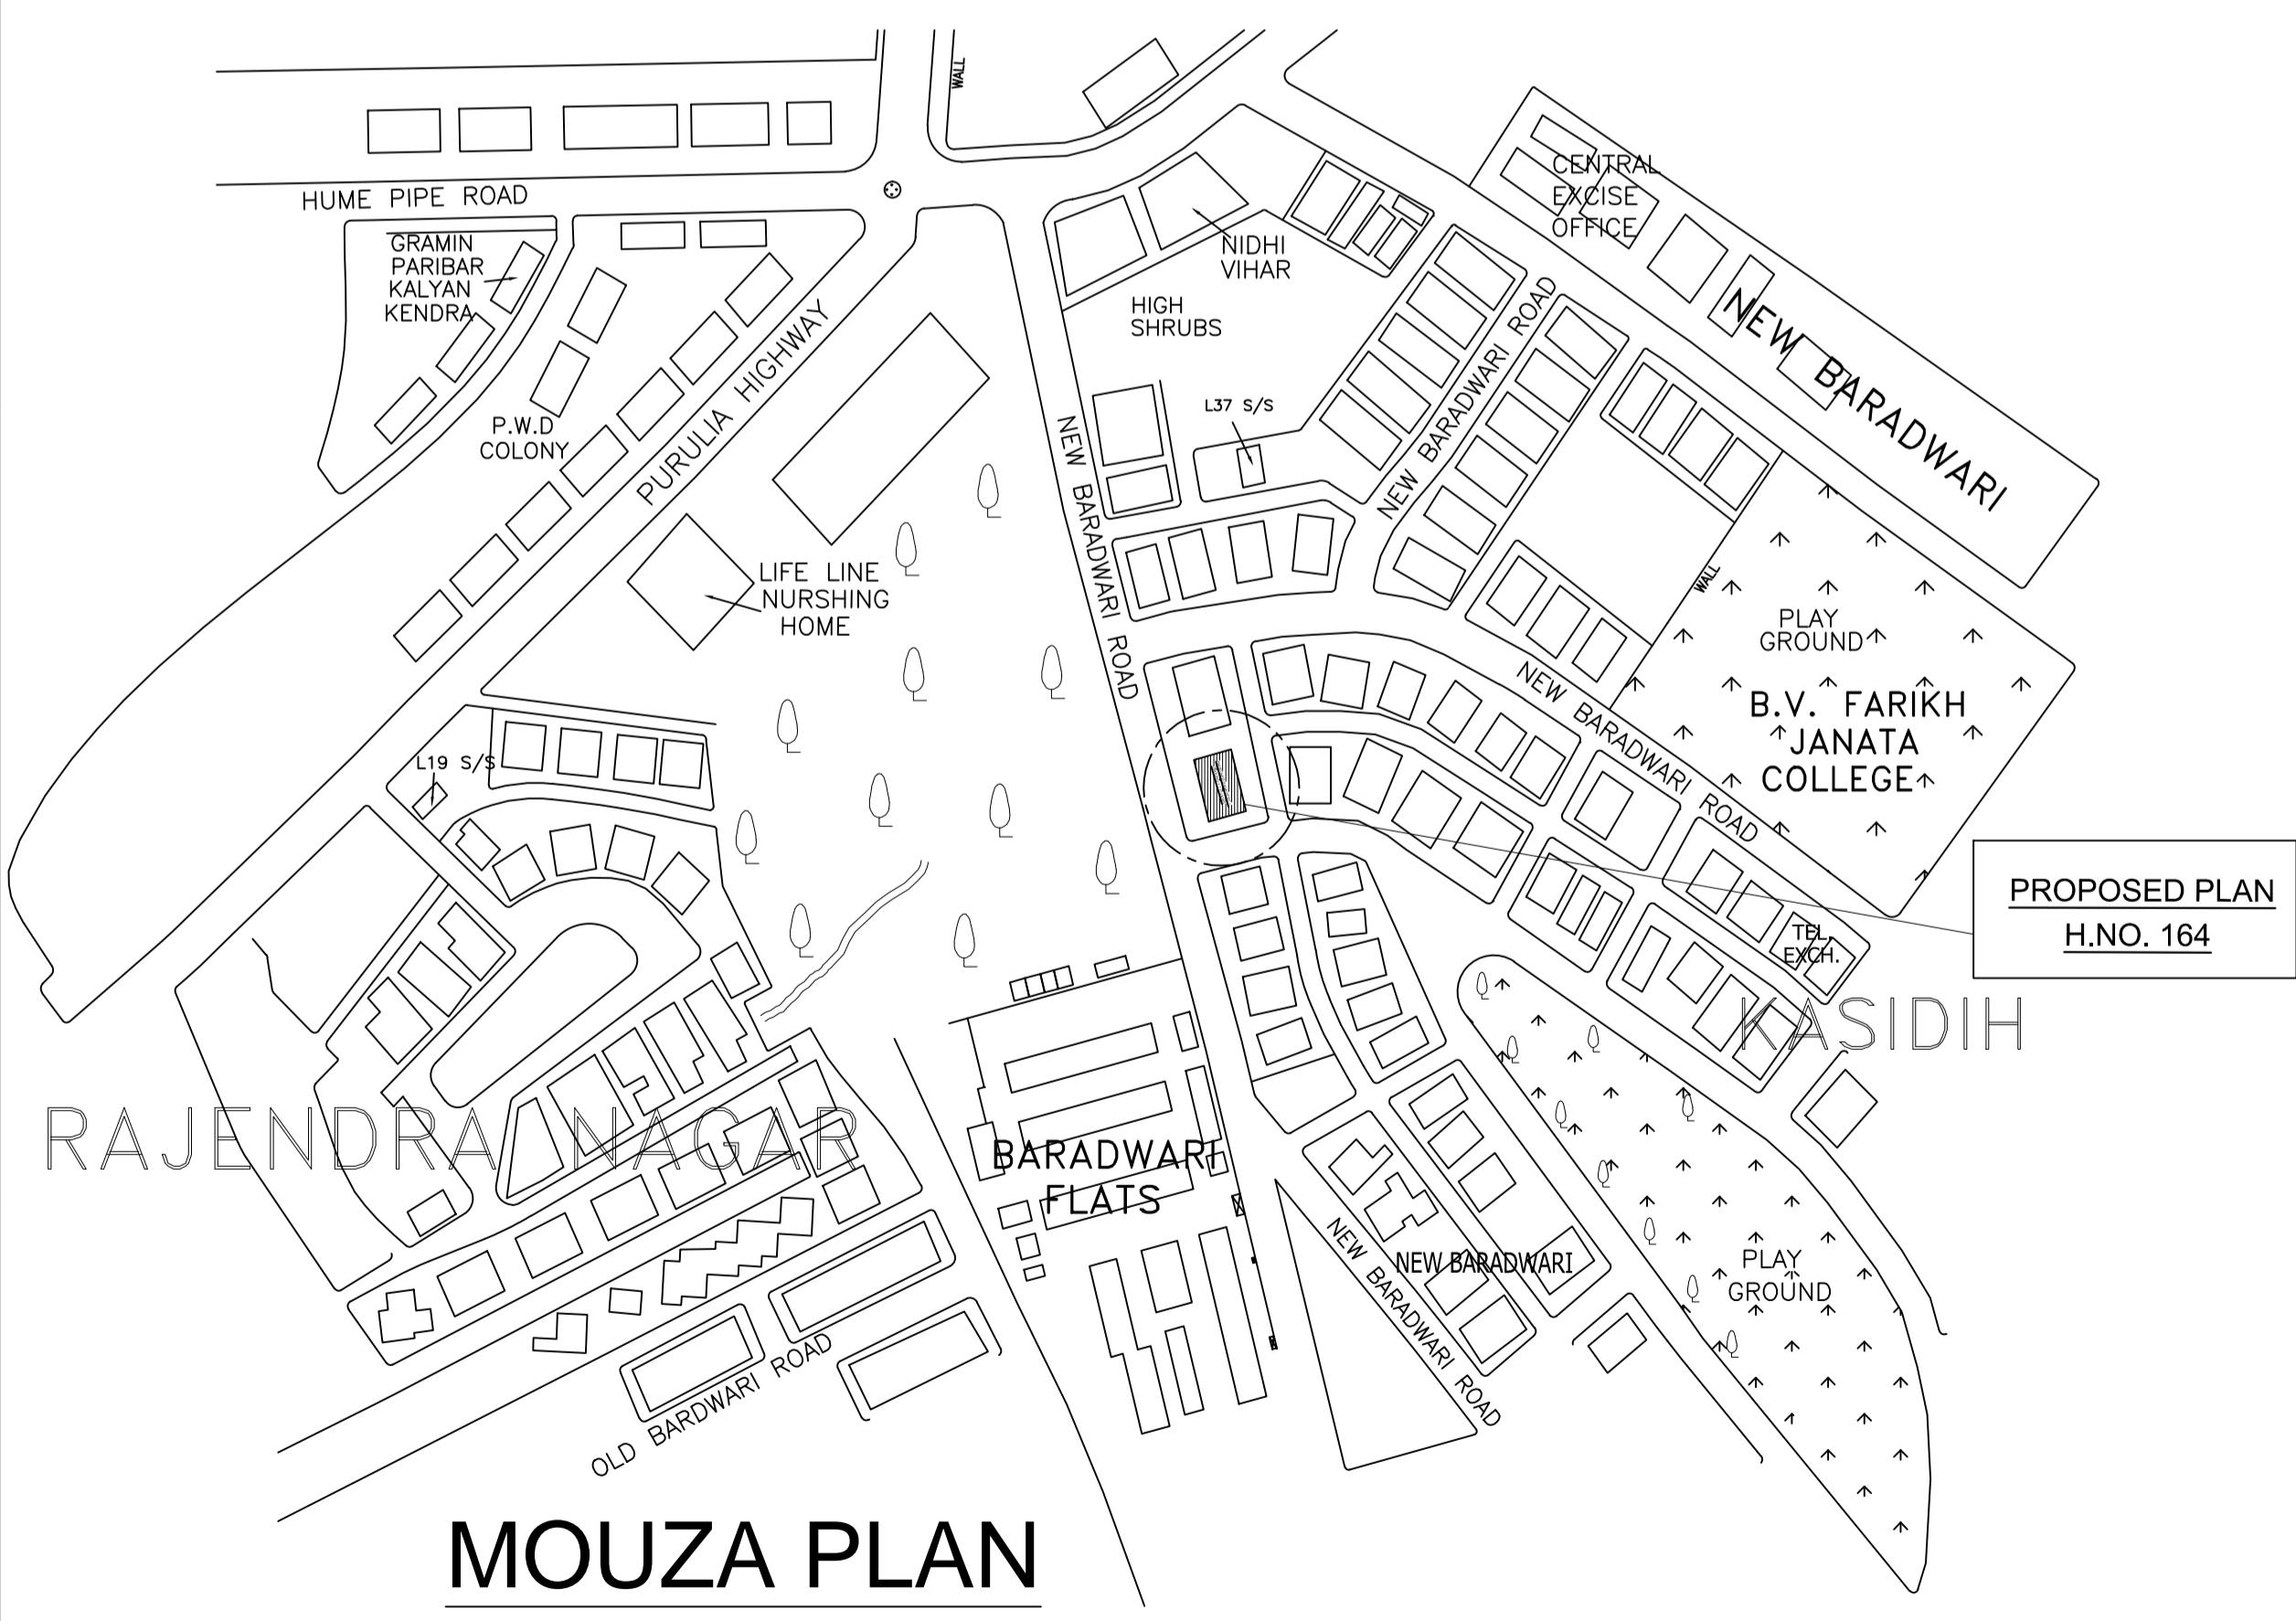 WALL
HUME PIPE ROAD
GRAMIN
PARIBAR
KALYAN
KENDRA
P.W.D
COLONY
PURULIA HIGHWAY
NIDHI
VIHAR
HIGH
SHRUBS
CENTRAL
EXCISE
OFFICE
NEW BARADWARI
NEW BARADWARI ROAD
L37 S/S
NEW BARADWARI ROAD
LIFE LINE
NURSHING
HOME
WALL
PLAY
GROUND
B.V. FARIKH
JANATA
COLLEGE
NEW BARADWARI ROAD
L19 S/S
PROPOSED PLAN
H.NO. 164
TEL.
EXCH.
KASIDIH
RAJENDRA NAGAR
BARADWARI
FLATS
NEW BARADWARI
NEW BARADWARI ROAD
PLAY
GROUND
OLD BARDWARI ROAD
MOUZA PLAN